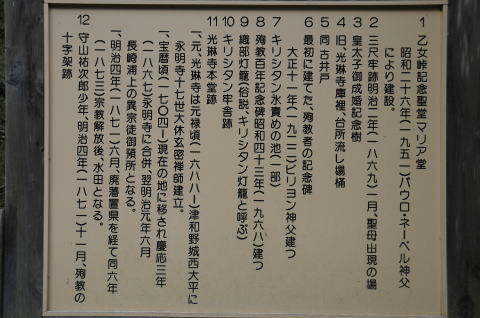 1 乙女峠記念聖堂マリア堂
昭和二十六年（一九五一）パウロ・ネーベル神父
により建設。
2 三尺牢跡明治二年（一八六九）一月、聖母出現の場
3 皇太子御成婚記念樹
4 旧、光琳寺庫裡、台所流し場桶
5 同 古井戸
6 最初に建てた、殉教者の記念碑
大正十一年（一九二二）ビリヨン神父建つ
7 キリシタン氷責めの池（一部）
8 殉教百年記念碑昭和四十三年（一九六八）建つ
9 織部灯籠（俗説、キリシタン灯籠と呼ぶ）
10 キリシタン牢舎跡
11 光琳寺本堂跡
一、元、光琳寺は元禄頃（一六八八ー）津和野城西大平に
永明寺十七世大休玄密禅師建立。
一、宝暦頃（一七〇四ー）現在の地に移され慶応三年
（一八六七）永明寺に合併、翌明治元年六月
長崎浦上の異宗徒御預所となる。
一、明治四年（一八七一）六月、廃藩置県を経て同六年
（一八七三）宗教解放後、水田となる。
12 守山祐次郎少年、明治四年（一八七一）十一月、殉教の
十字架跡